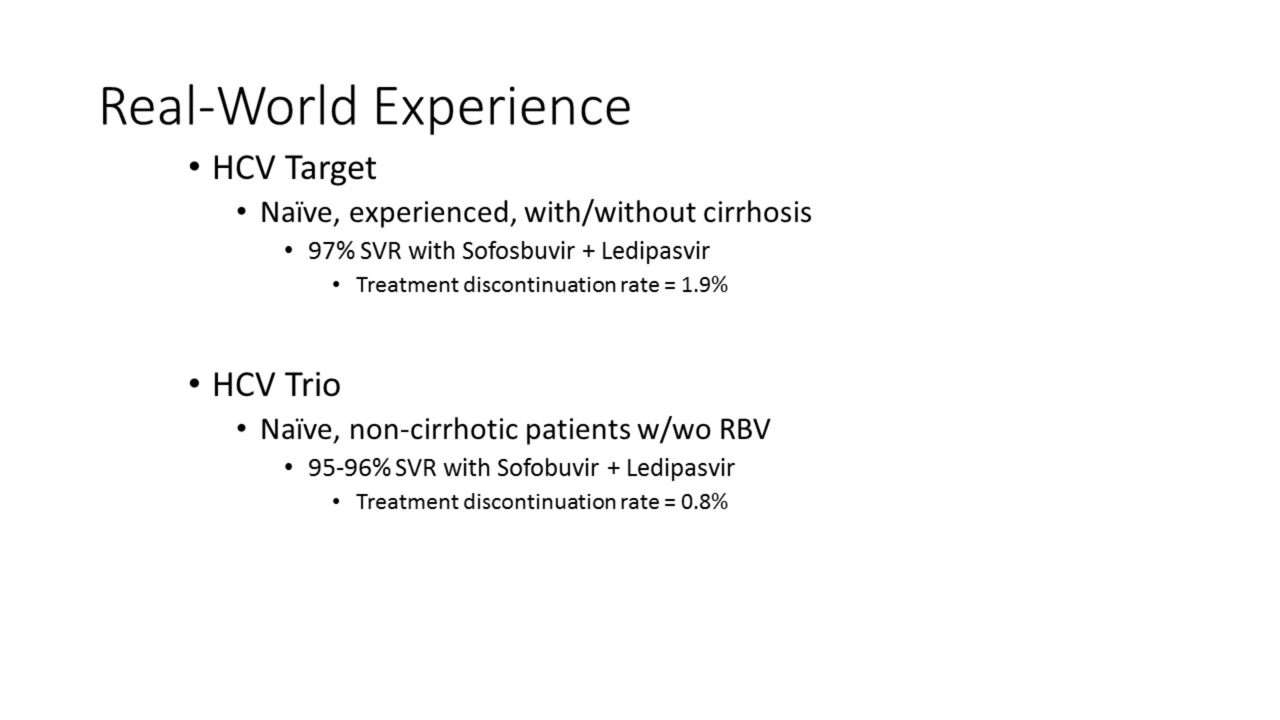 Real-World Experience
• HCV Target
• Naïve, experienced, with/without cirrhosis
• 97% SVR with Sofosbuvir + Ledipasvir
• Treatment discontinuation rate = 1.9%
• HCV Trio
• Naïve, non-cirrhotic patients w/wo RBV
• 95-96% SVR with Sofobuvir + Ledipasvir
• Treatment discontinuation rate = 0.8%